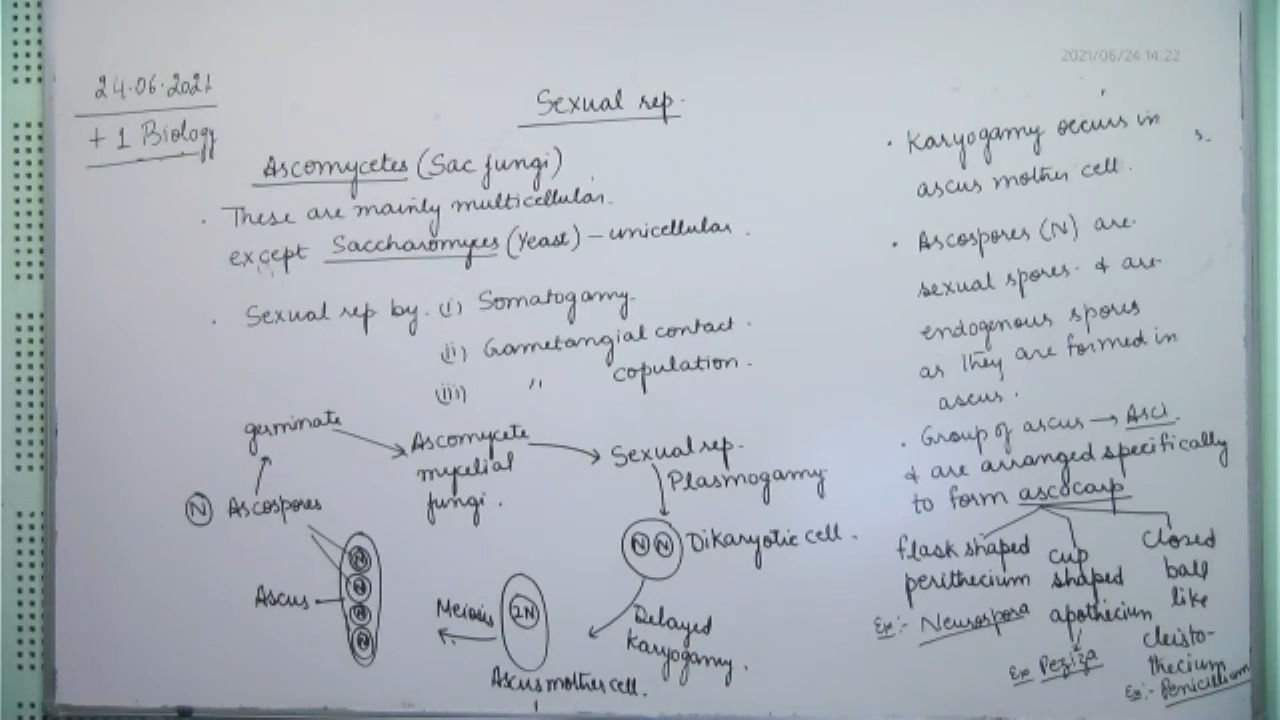 2021/06/24 14:22
24.06.2021
+ 1 Biology
Sexual rep.
Ascomycetes (Sac fungi)
· These are mainly multicellular.
except Saccharomyces (Yeast) – unicellular.
· Sexual rep by. (i) Somatogamy.
(ii) Gametangial contact.
(iii) " copulation.
germinate
Ascomycete
mycelial
fungi.
Sexual rep.
Plasmogamy
N N Dikaryotic cell.
Delayed
Karyogamy.
2N
Ascus mother cell.
Meiosis
N
N
N
N
Ascus
N Ascospores
· Karyogamy occurs in
ascus mother cell.
s.
· Ascospores (N) are
sexual spores. & are
endogenous spores
as they are formed in
ascus.
· Group of ascus → Asci.
& are arranged specifically
to form ascocarp
flask shaped
perithecium
Ex:- Neurospora
cup
shaped
apothecium
Ex Peziza
Closed
ball
like
cleisto-
thecium
Ex:- Penicillium